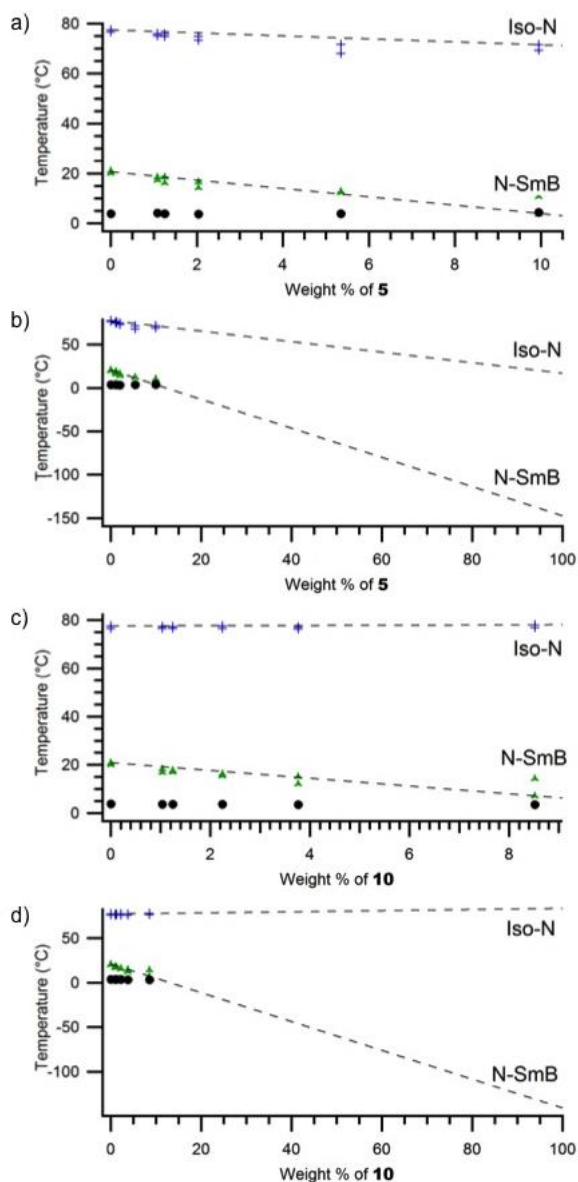 a)
80
Iso-N
60
40
Temperature (°C)
20
N-SmB
0
0 2 4 6 8 10
Weight % of 5
b)
50
Iso-N
0
Temperature (°C)
-50
-100
N-SmB
-150
0 20 40 60 80 100
Weight % of 5
c)
80
Iso-N
60
40
Temperature (°C)
N-SmB
20
0
0 2 4 6 8
Weight % of 10
d)
50
Iso-N
0
Temperature (°C)
-50
-100
N-SmB
0 20 40 60 80 100
Weight % of 10